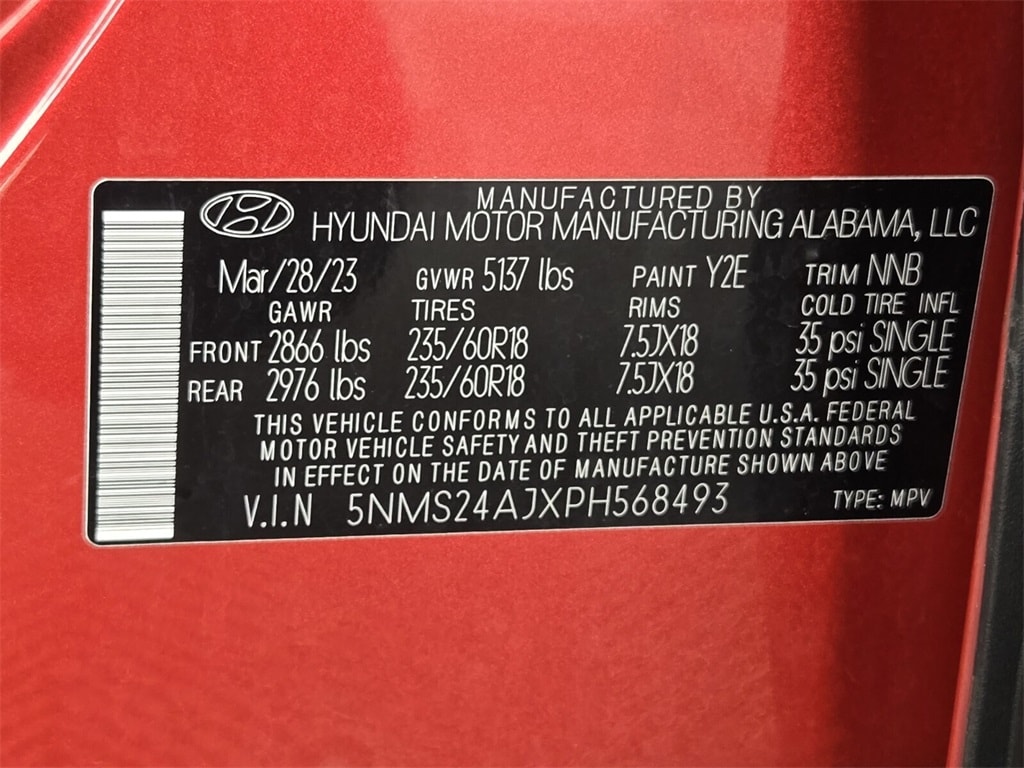 MANUFACTURED BY
HYUNDAI MOTOR MANUFACTURING ALABAMA, LLC
Mar/28/23 GVWR 5137 lbs PAINT Y2E TRIM NNB
GAWR TIRES RIMS COLD TIRE INFL
FRONT 2866 lbs 235/60R18 7.5JX18 35 psi SINGLE
REAR 2976 lbs 235/60R18 7.5JX18 35 psi SINGLE
THIS VEHICLE CONFORMS TO ALL APPLICABLE U.S.A. FEDERAL
MOTOR VEHICLE SAFETY AND THEFT PREVENTION STANDARDS
IN EFFECT ON THE DATE OF MANUFACTURE SHOWN ABOVE
V.I.N 5NMS24AJXPH568493 TYPE: MPV